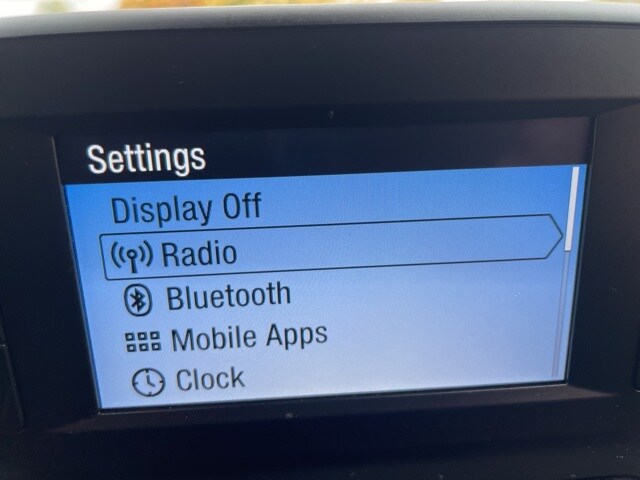 Settings
Display Off
Radio
Bluetooth
Mobile Apps
Clock